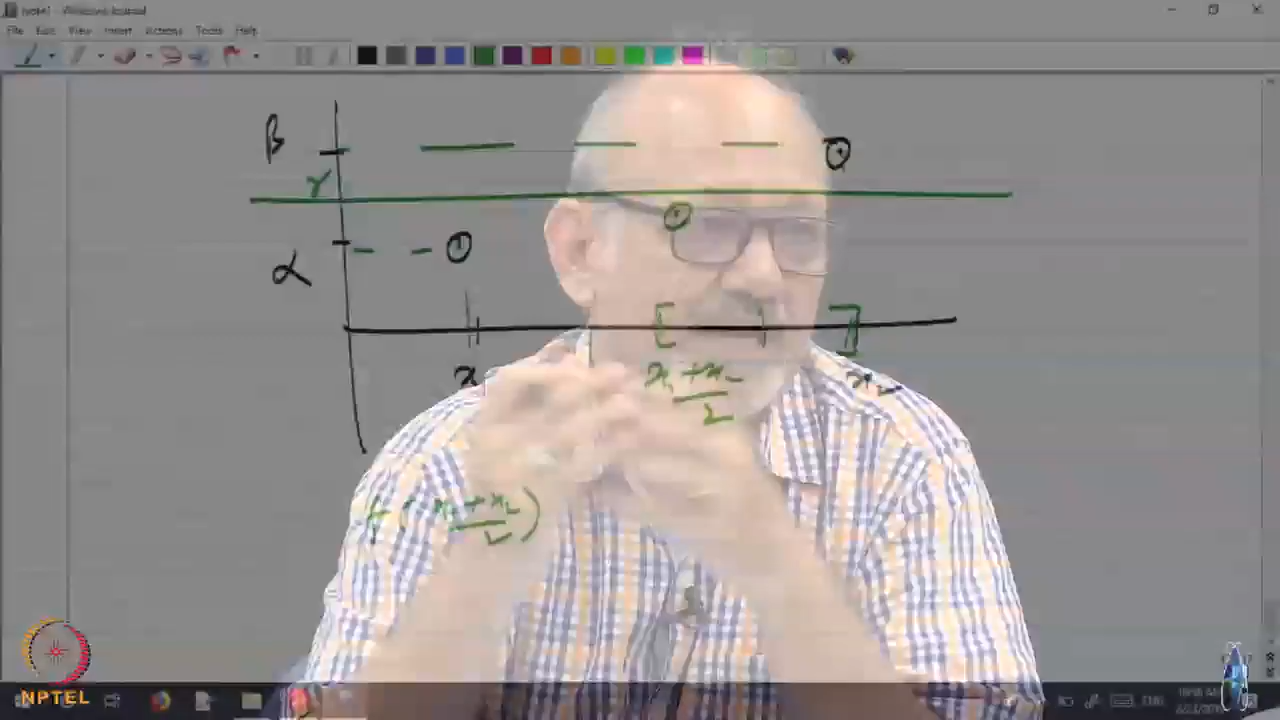 File Edit View Insert Actions Tools Help
β
γ
α
x₁ + x₂
2
x₂
f ( x₁ + x₂
2 )
NPTEL